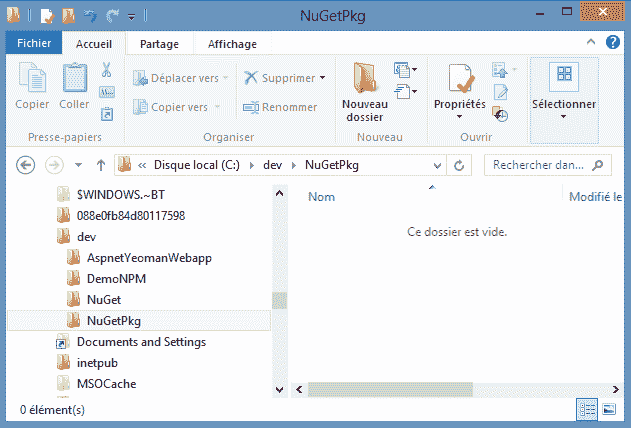 NuGetPkg
Fichier Accueil Partage Affichage
Copier Coller
Presse-papiers
Déplacer vers Supprimer
Copier vers Renommer
Organiser
Nouveau dossier
Nouveau
Propriétés
Ouvrir
Sélectionner
« Disque local (C:) dev NuGetPkg
Rechercher dan...
$WINDOWS.~BT
088e0fb84d80117598
dev
AspnetYeomanWebapp
DemoNPM
NuGet
NuGetPkg
Documents and Settings
inetpub
MSOCache
Nom Modifié le
Ce dossier est vide.
0 élément(s)